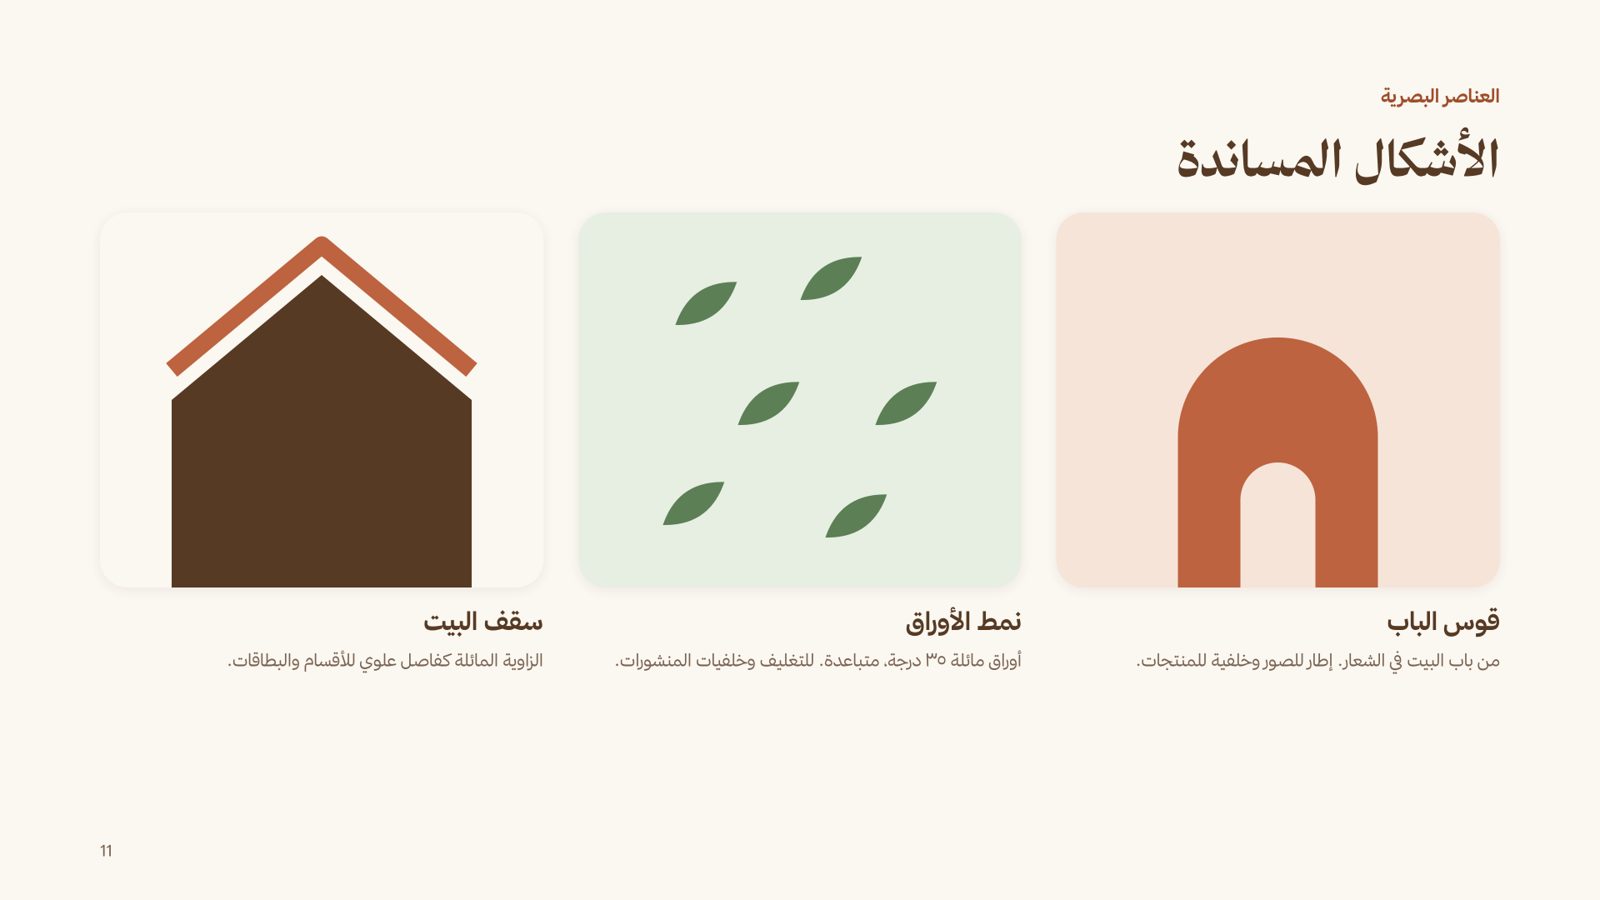 العناصر البصرية
الأشكال المساندة
قوس الباب
من باب البيت في الشعار. إطار للصور وخلفية للمنتجات.
نمط الأوراق
أوراق مائلة ٣٥ درجة، متباعدة. للتغليف وخلفيات المنشورات.
سقف البيت
الزاوية المائلة كفاصل علوي للأقسام والبطاقات.
11